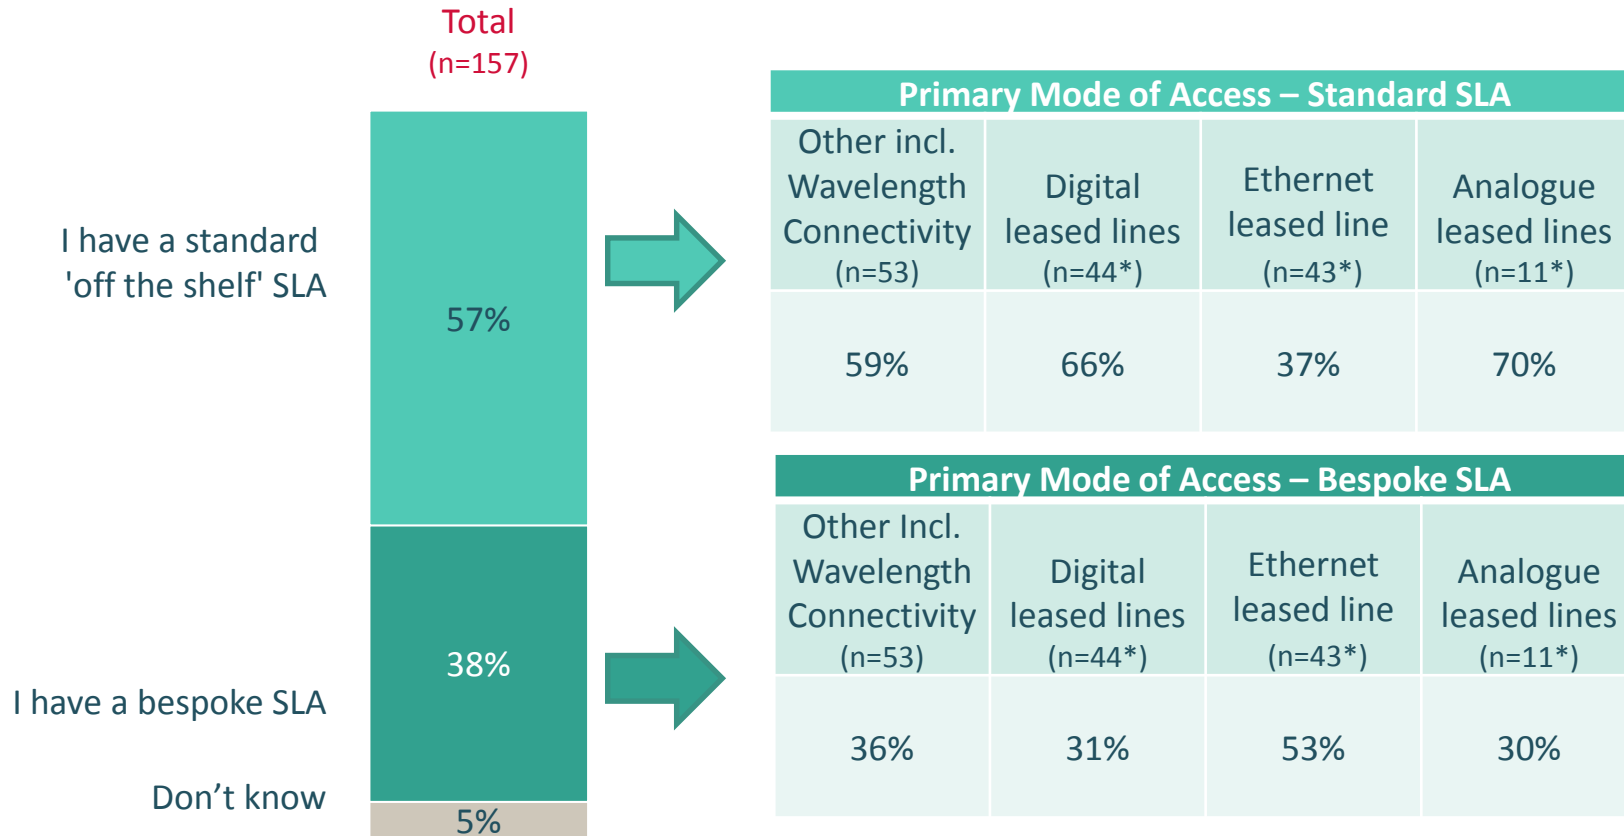 Total
(n=157)
I have a standard
'off the shelf' SLA
57%
38%
I have a bespoke SLA
Don’t know
5%
Primary Mode of Access – Standard SLA
Other incl.
Wavelength
Connectivity
(n=53)
Digital
leased lines
(n=44*)
Ethernet
leased line
(n=43*)
Analogue
leased lines
(n=11*)
59%
66%
37%
70%
Primary Mode of Access – Bespoke SLA
Other Incl.
Wavelength
Connectivity
(n=53)
Digital
leased lines
(n=44*)
Ethernet
leased line
(n=43*)
Analogue
leased lines
(n=11*)
36%
31%
53%
30%